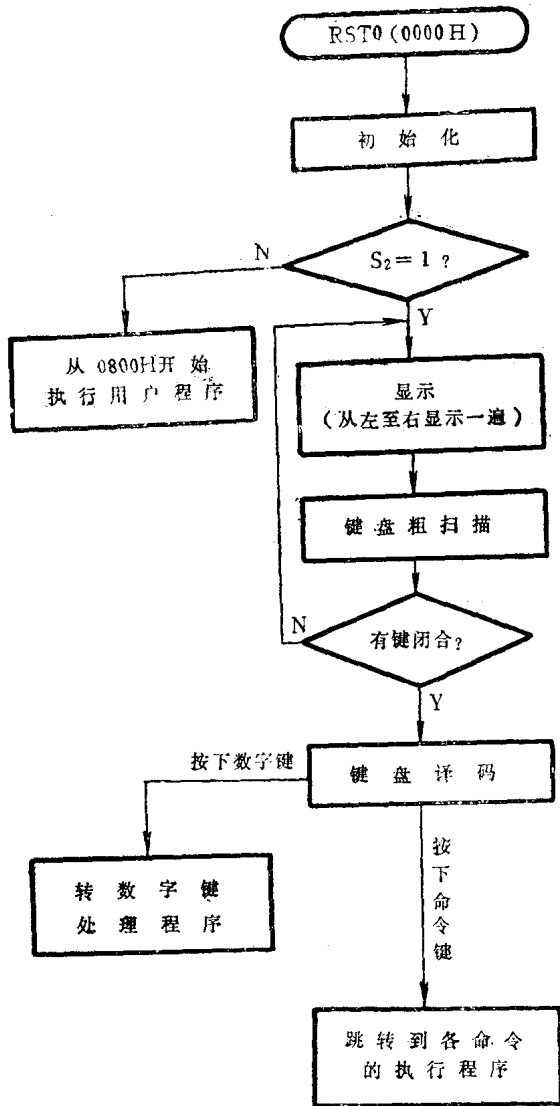 RST0(0000H)
初始化
S₂=1?
N
Y
从0800H开始
执行用户程序
显示
(从左至右显示一遍)
键盘粗扫描
有键闭合?
N
Y
键盘译码
按下数字键
转数字键
处理程序
按下命令键
跳转到各命令
的执行程序